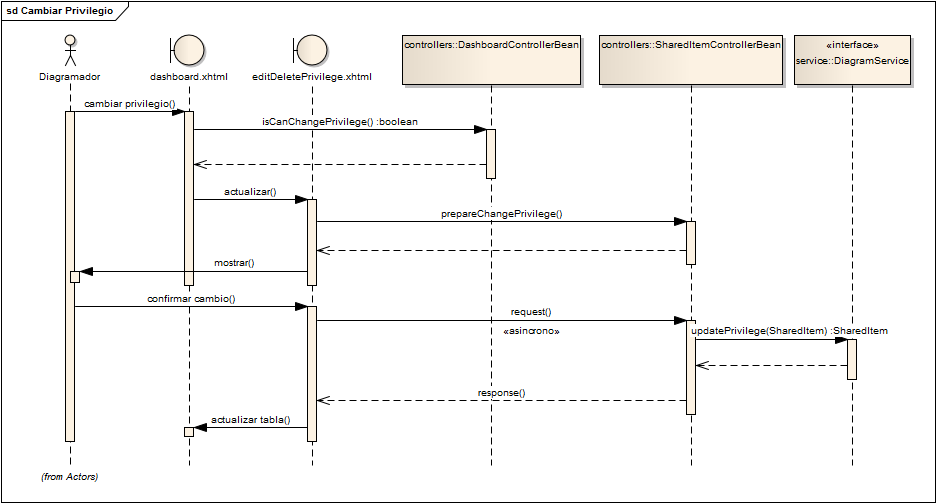 sd Cambiar Privilegio
Diagramador
dashboard.xhtml
editDeletePrivilege.xhtml
controllers::DashboardControllerBean
controllers::SharedItemControllerBean
«interface»
service::DiagramService
cambiar privilegio()
isCanChangePrivilege() :boolean
actualizar()
prepareChangePrivilege()
mostrar()
confirmar cambio()
request()
«asincrono»
updatePrivilege(SharedItem) :SharedItem
response()
actualizar tabla()
(from Actors)